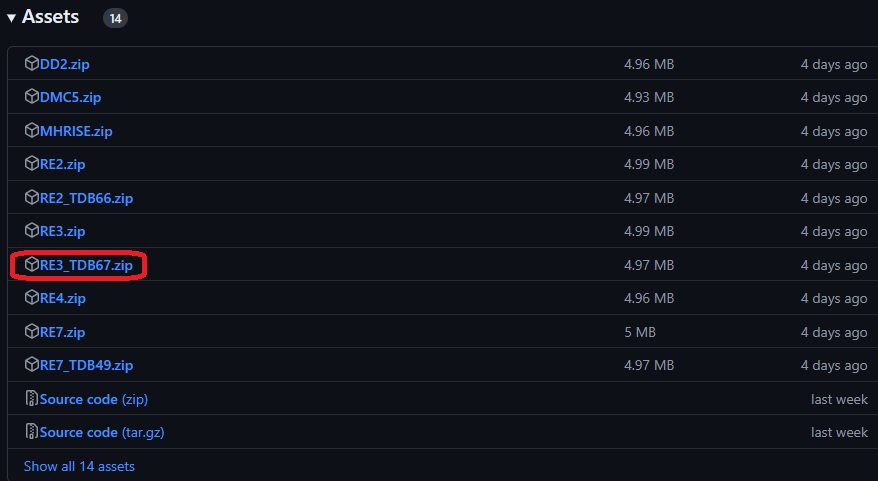 Assets 14
DD2.zip 4.96 MB 4 days ago
DMC5.zip 4.93 MB 4 days ago
MHRISE.zip 4.96 MB 4 days ago
RE2.zip 4.99 MB 4 days ago
RE2_TDB66.zip 4.97 MB 4 days ago
RE3.zip 4.99 MB 4 days ago
RE3_TDB67.zip 4.97 MB 4 days ago
RE4.zip 4.96 MB 4 days ago
RE7.zip 5 MB 4 days ago
RE7_TDB49.zip 4.97 MB 4 days ago
Source code (zip) last week
Source code (tar.gz) last week
Show all 14 assets